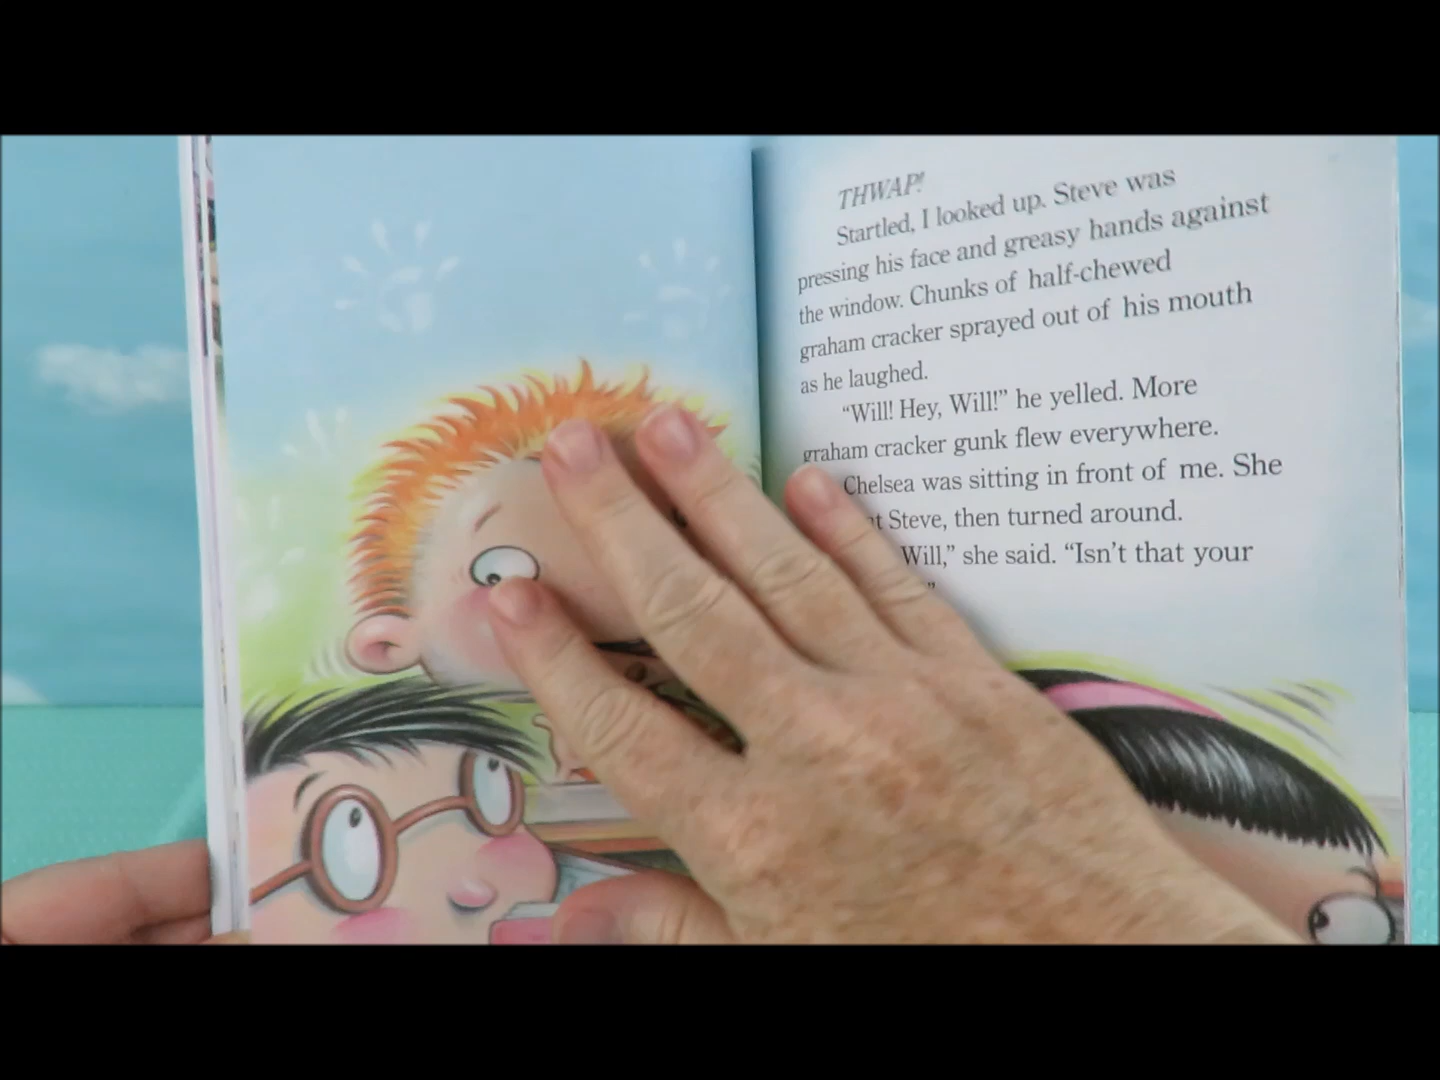 THWAP!
Startled, I looked up. Steve was
pressing his face and greasy hands against
the window. Chunks of half-chewed
graham cracker sprayed out of his mouth
as he laughed.
“Will! Hey, Will!” he yelled. More
graham cracker gunk flew everywhere.
Chelsea was sitting in front of me. She
Steve, then turned around.
Will,” she said. “Isn’t that your
”